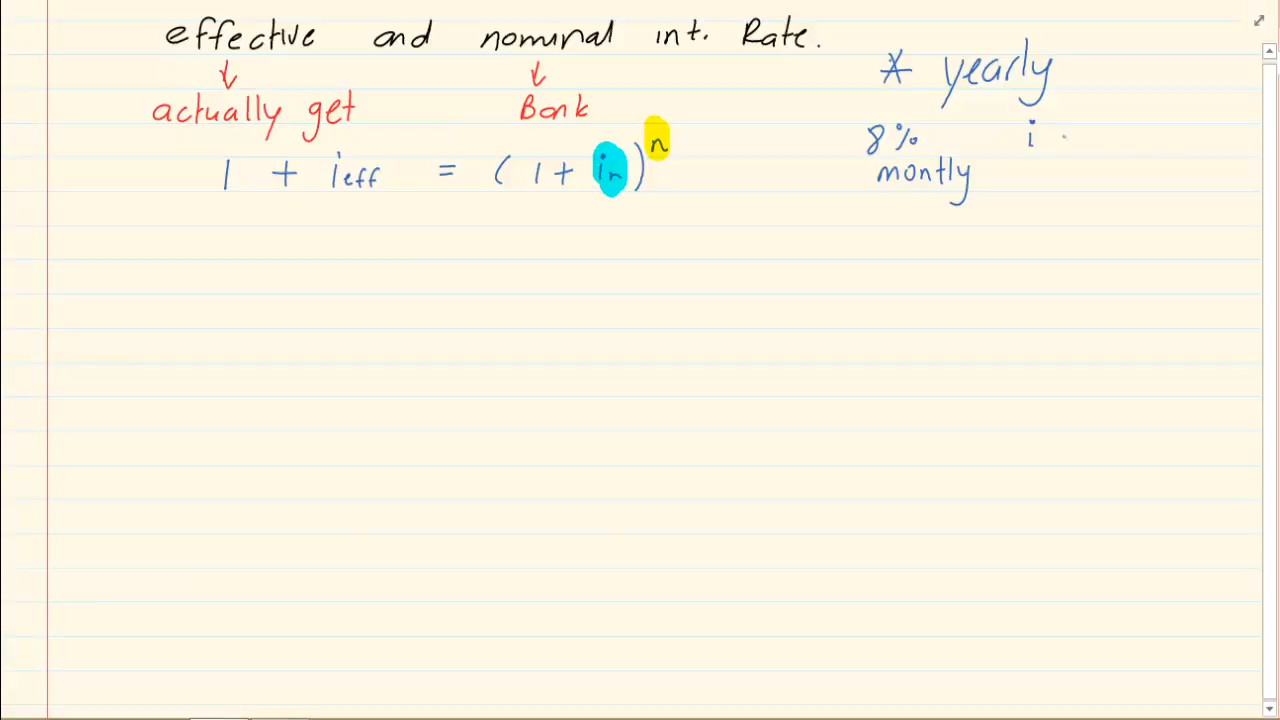 effective and nominal int. Rate.
actually get Bank
1 + ieff = (1 + in)^n
* yearly
8% i
montly